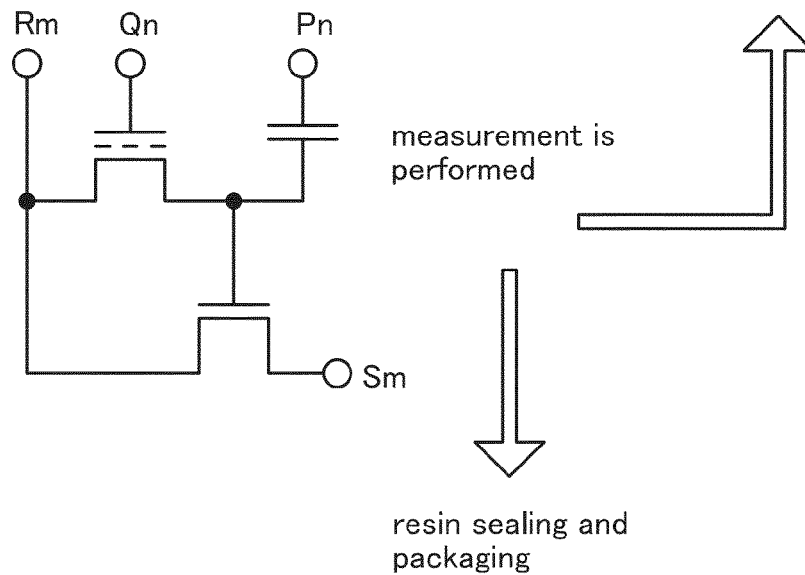 Rm
Qn
Pn
measurement is
performed
Sm
resin sealing and
packaging